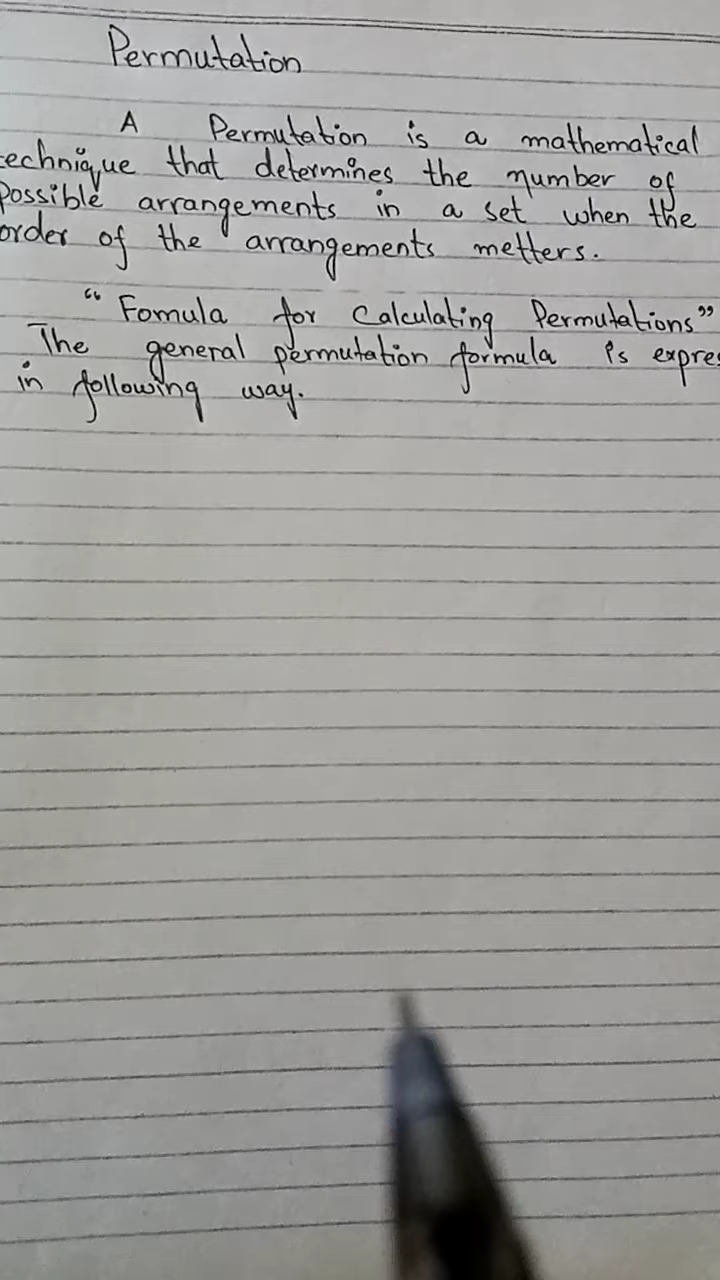 Permutation
A Permutation is a mathematical
technique that determines the number of
Possible arrangements in a set when the
order of the arrangements metters.
"Fomula for Calculating Permutations"
The general permutation formula is expres
in following way.